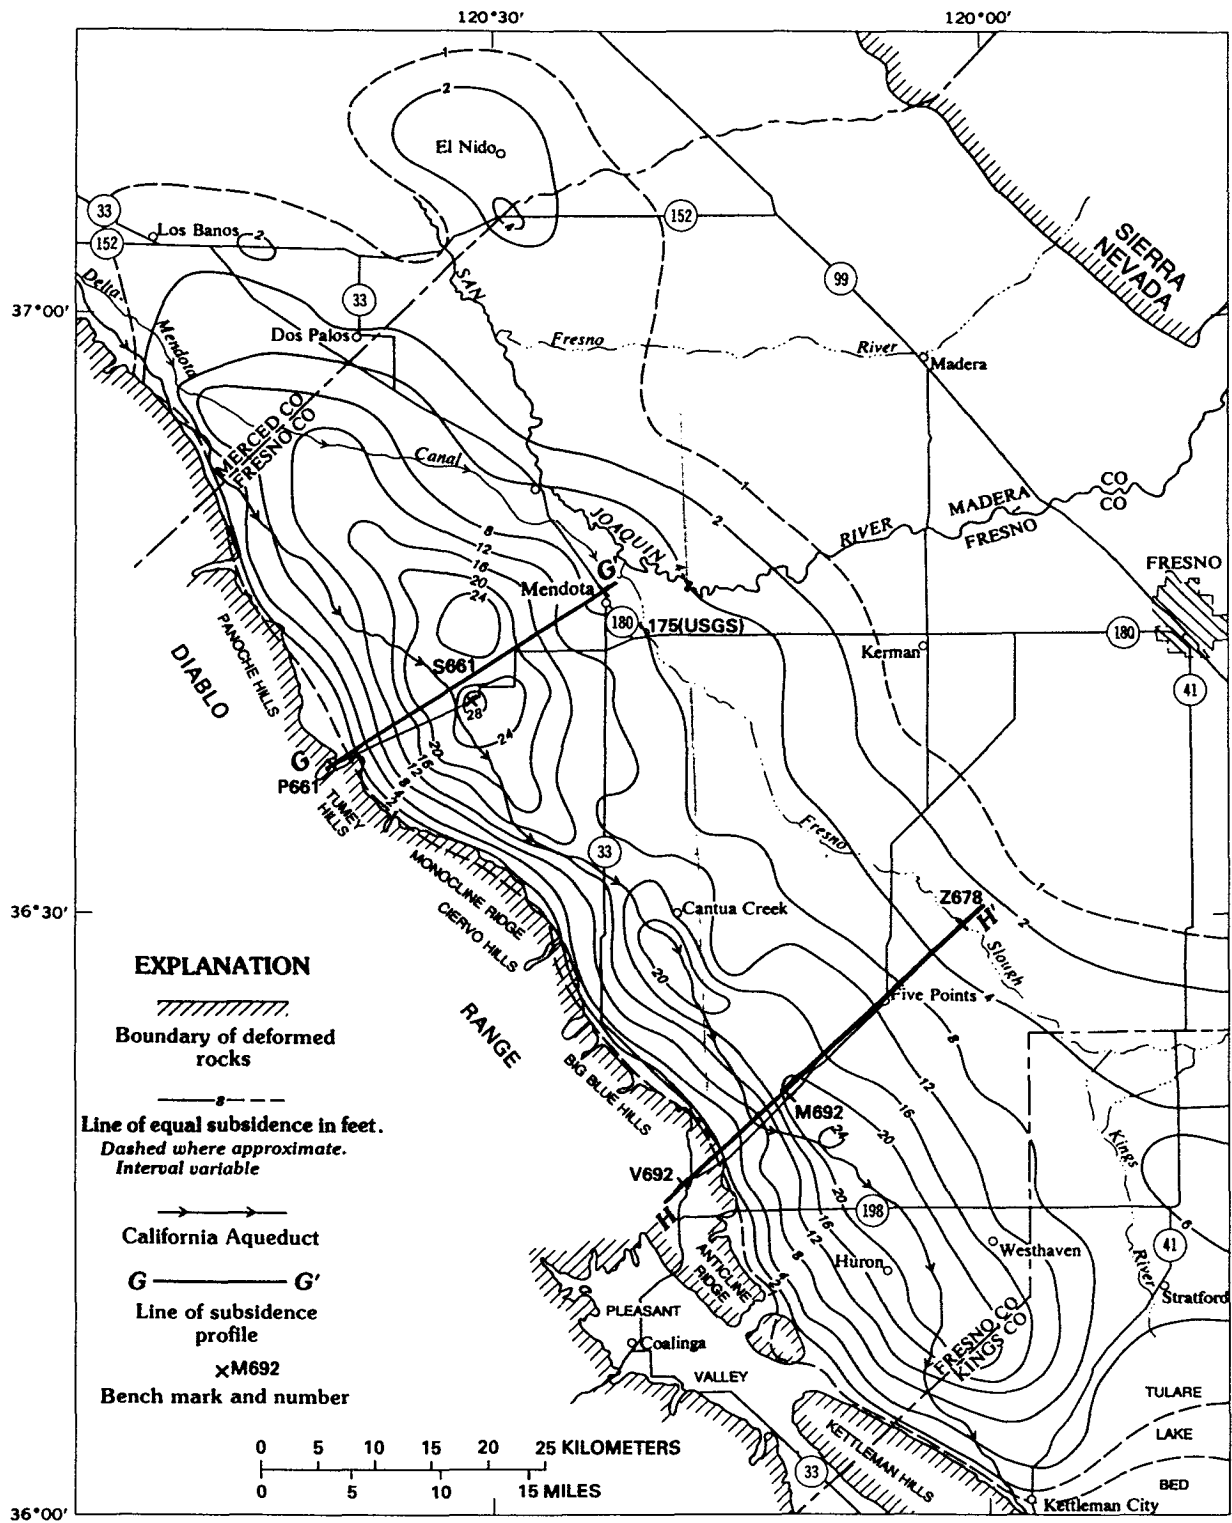 120°30'
120°00'
1
2
El Nido
33
Los Banos
2
152
4
152
SIERRA
NEVADA
99
Delta-
SAN
33
37°00'
Mendota
Dos Palos
Fresno
River
Madera
MERCED CO
FRESNO CO
Canal
1
2
8
12
16
20
24
JOAQUIN
4
RIVER
MADERA
CO
FRESNO
CO
FRESNO
G'
Mendota
180
175(USGS)
180
Kerman
PANOCHE HILLS
DIABLO
S661
41
28
24
G
P661
20
16
12
8
4
2
TUMEY
HILLS
Fresno
33
MONOCLINE RIDGE
CIERVO HILLS
1
2
36°30'
Cantua Creek
Z678
H'
Slough
20
Five Points
4
EXPLANATION
Boundary of deformed
rocks
RANGE
BIG BLUE HILLS
8
12
16
20
8
Line of equal subsidence in feet.
Dashed where approximate.
Interval variable
M692
24
Kings
V692
H
California Aqueduct
20
16
12
8
4
2
198
6
41
Huron
Westhaven
River
Stratford
ANTICLINE
RIDGE
G G'
Line of subsidence
profile
PLEASANT
Coalinga
VALLEY
FRESNO CO
KINGS CO
M692
Bench mark and number
TULARE
LAKE
BED
0 5 10 15 20 25 KILOMETERS
0 5 10 15 MILES
33
KETTLEMAN HILLS
Kettleman City
36°00'